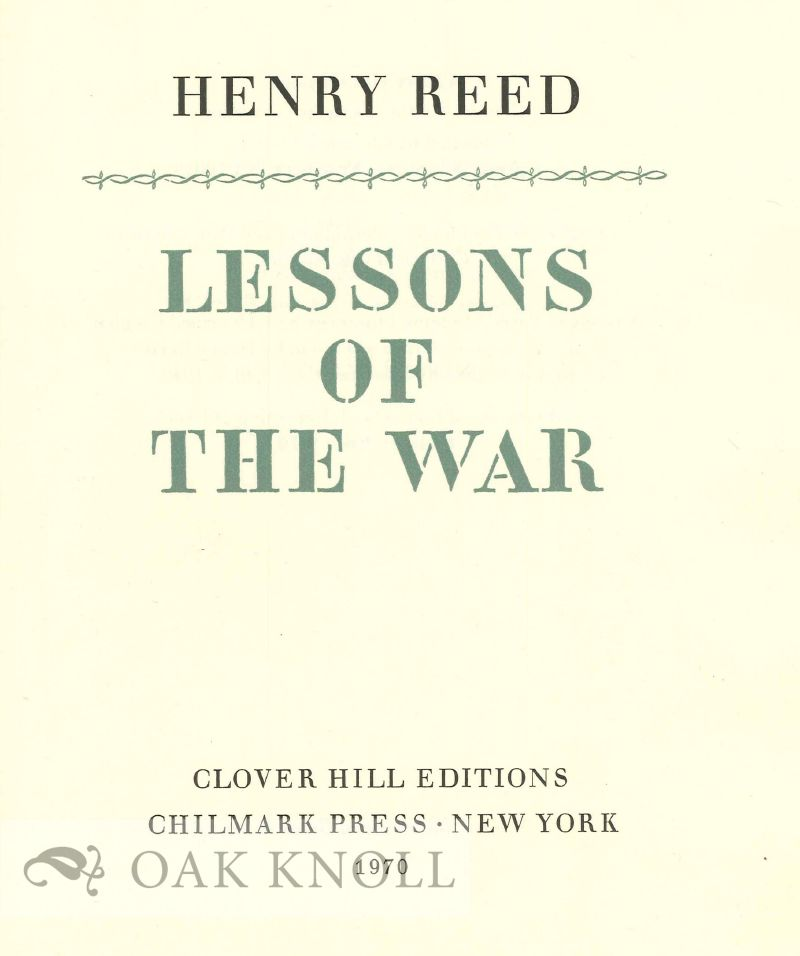 HENRY REED
LESSONS
OF
THE WAR
CLOVER HILL EDITIONS
CHILMARK PRESS · NEW YORK
1970
OAK KNOLL